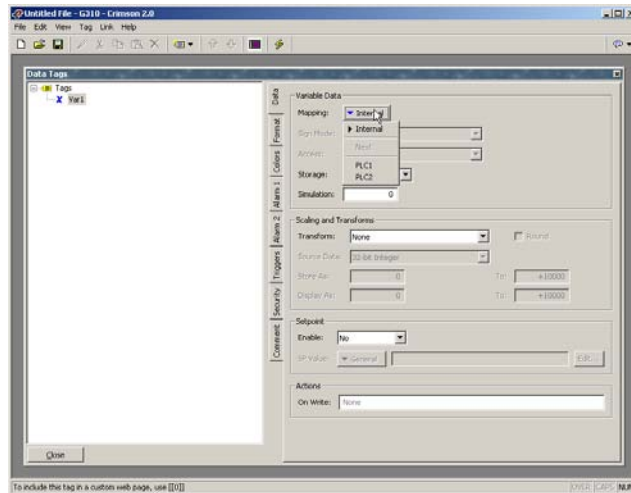 Untitled File - G310 - Crimson 2.0
File Edit View Tag Link Help
Data Tags
Tags
Var1
Data
Format
Colors
Alarm 1
Alarm 2
Triggers
Security
Comment
Variable Data
Mapping: Internal
Internal
Next
PLC1
PLC2
Sign Mode:
Access:
Storage:
Simulation: 0
Scaling and Transforms
Transform: None Round
Source Data: 32-bit Integer
Store As: 0 To: +10000
Display As: 0 To: +10000
Setpoint
Enable: No
SP Value: General Edit...
Actions
On Write: None
Close
To include this tag in a custom web page, use [[0]]
OVER CAPS NUM